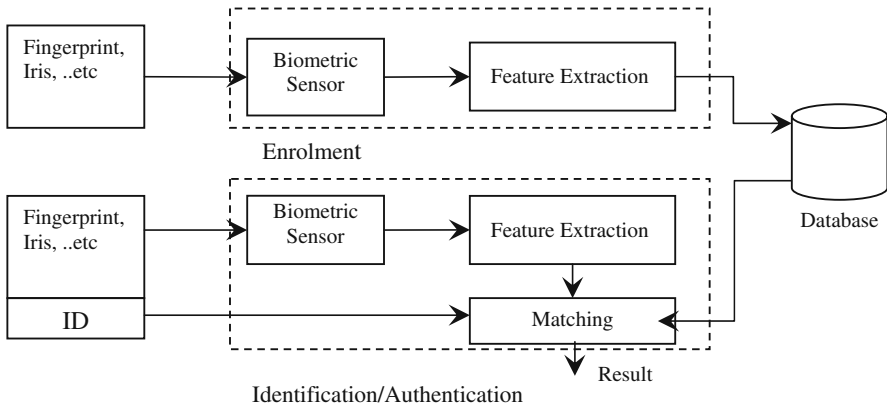 Fingerprint,
Iris, ..etc
Biometric
Sensor
Feature Extraction
Enrolment
Database
Fingerprint,
Iris, ..etc
ID
Biometric
Sensor
Feature Extraction
Matching
Result
Identification/Authentication